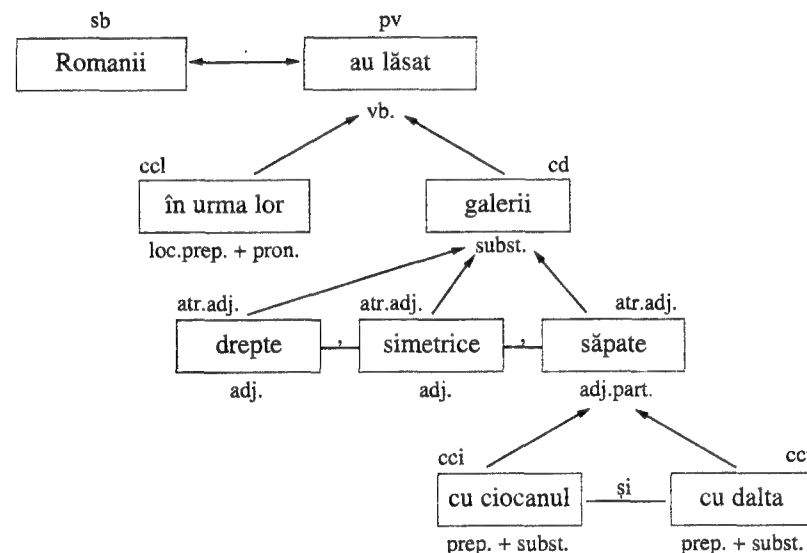 sb pv
Romanii au lăsat
vb.
ccl cd
în urma lor galerii
loc.prep. + pron. subst.
atr.adj. atr.adj. atr.adj.
drepte , simetrice , săpate
adj. adj. adj.part.
cci cc
cu ciocanul și cu dalta
prep. + subst. prep. + subst.